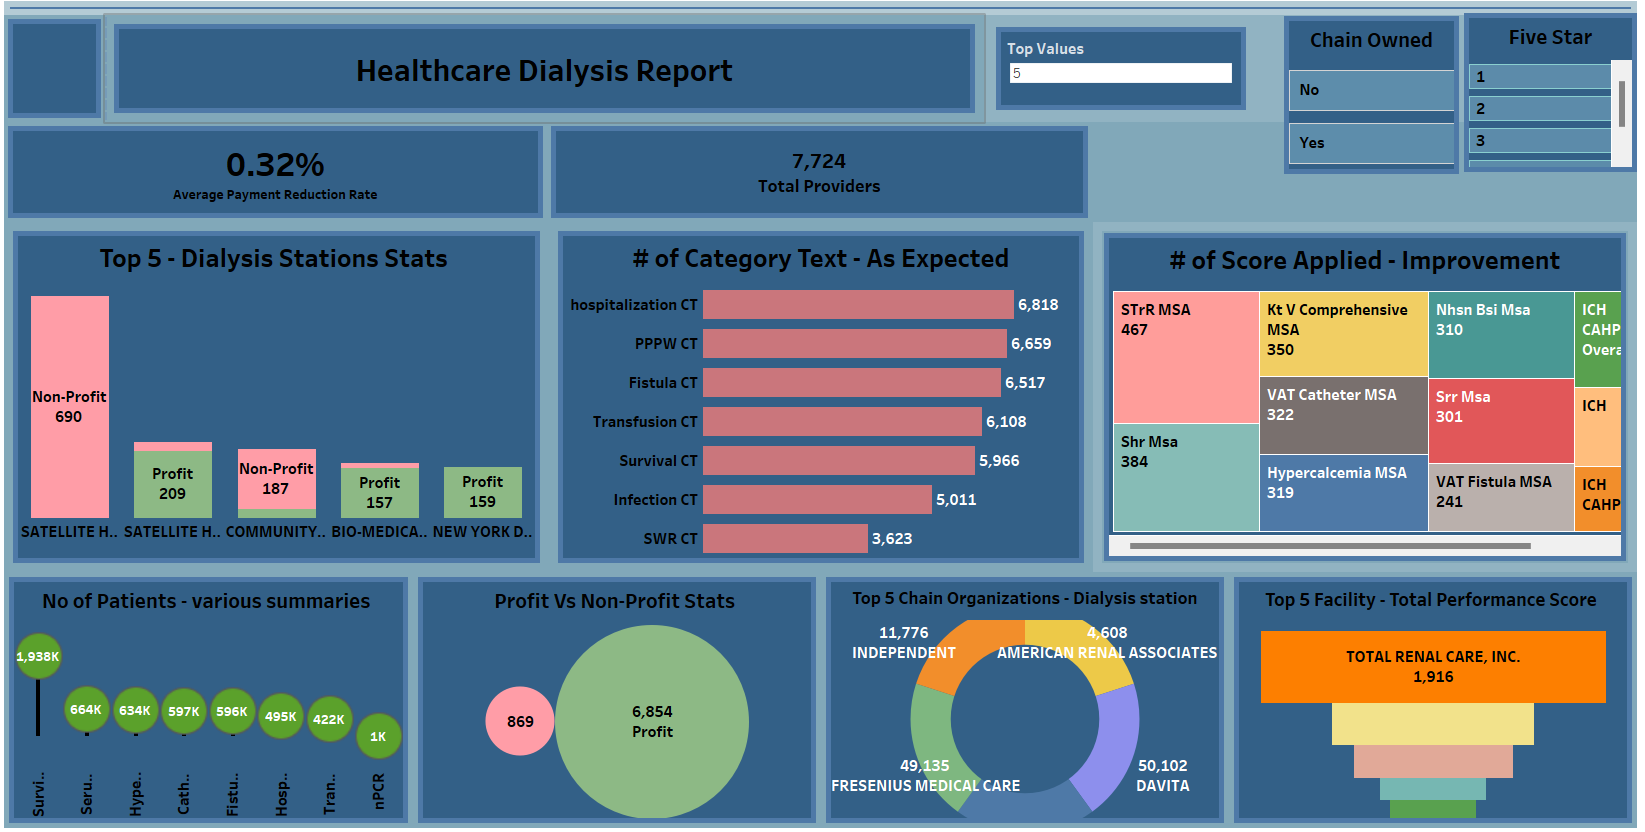 Healthcare Dialysis Report
Top Values
5
Chain Owned
No
Yes
Five Star
1
2
3
0.32%
Average Payment Reduction Rate
7,724
Total Providers
Top 5 - Dialysis Stations Stats
Non-Profit
690
Profit
209
Non-Profit
187
Profit
157
Profit
159
SATELLITE H..
SATELLITE H..
COMMUNITY..
BIO-MEDICA..
NEW YORK D..
# of Category Text - As Expected
hospitalization CT
6,818
PPPW CT
6,659
Fistula CT
6,517
Transfusion CT
6,108
Survival CT
5,966
Infection CT
5,011
SWR CT
3,623
# of Score Applied - Improvement
STrR MSA
467
Shr Msa
384
Kt V Comprehensive
MSA
350
VAT Catheter MSA
322
Hypercalcemia MSA
319
Nhsn Bsi Msa
310
Srr Msa
301
VAT Fistula MSA
241
ICH
CAHP
Overa
ICH
ICH
CAHP
No of Patients - various summaries
1,938K
664K
634K
597K
596K
495K
422K
1K
Survi..
Seru..
Hype..
Cath..
Fistu..
Hosp..
Tran..
nPCR
Profit Vs Non-Profit Stats
869
6,854
Profit
Top 5 Chain Organizations - Dialysis station
11,776
INDEPENDENT
4,608
AMERICAN RENAL ASSOCIATES
49,135
FRESENIUS MEDICAL CARE
50,102
DAVITA
Top 5 Facility - Total Performance Score
TOTAL RENAL CARE, INC.
1,916